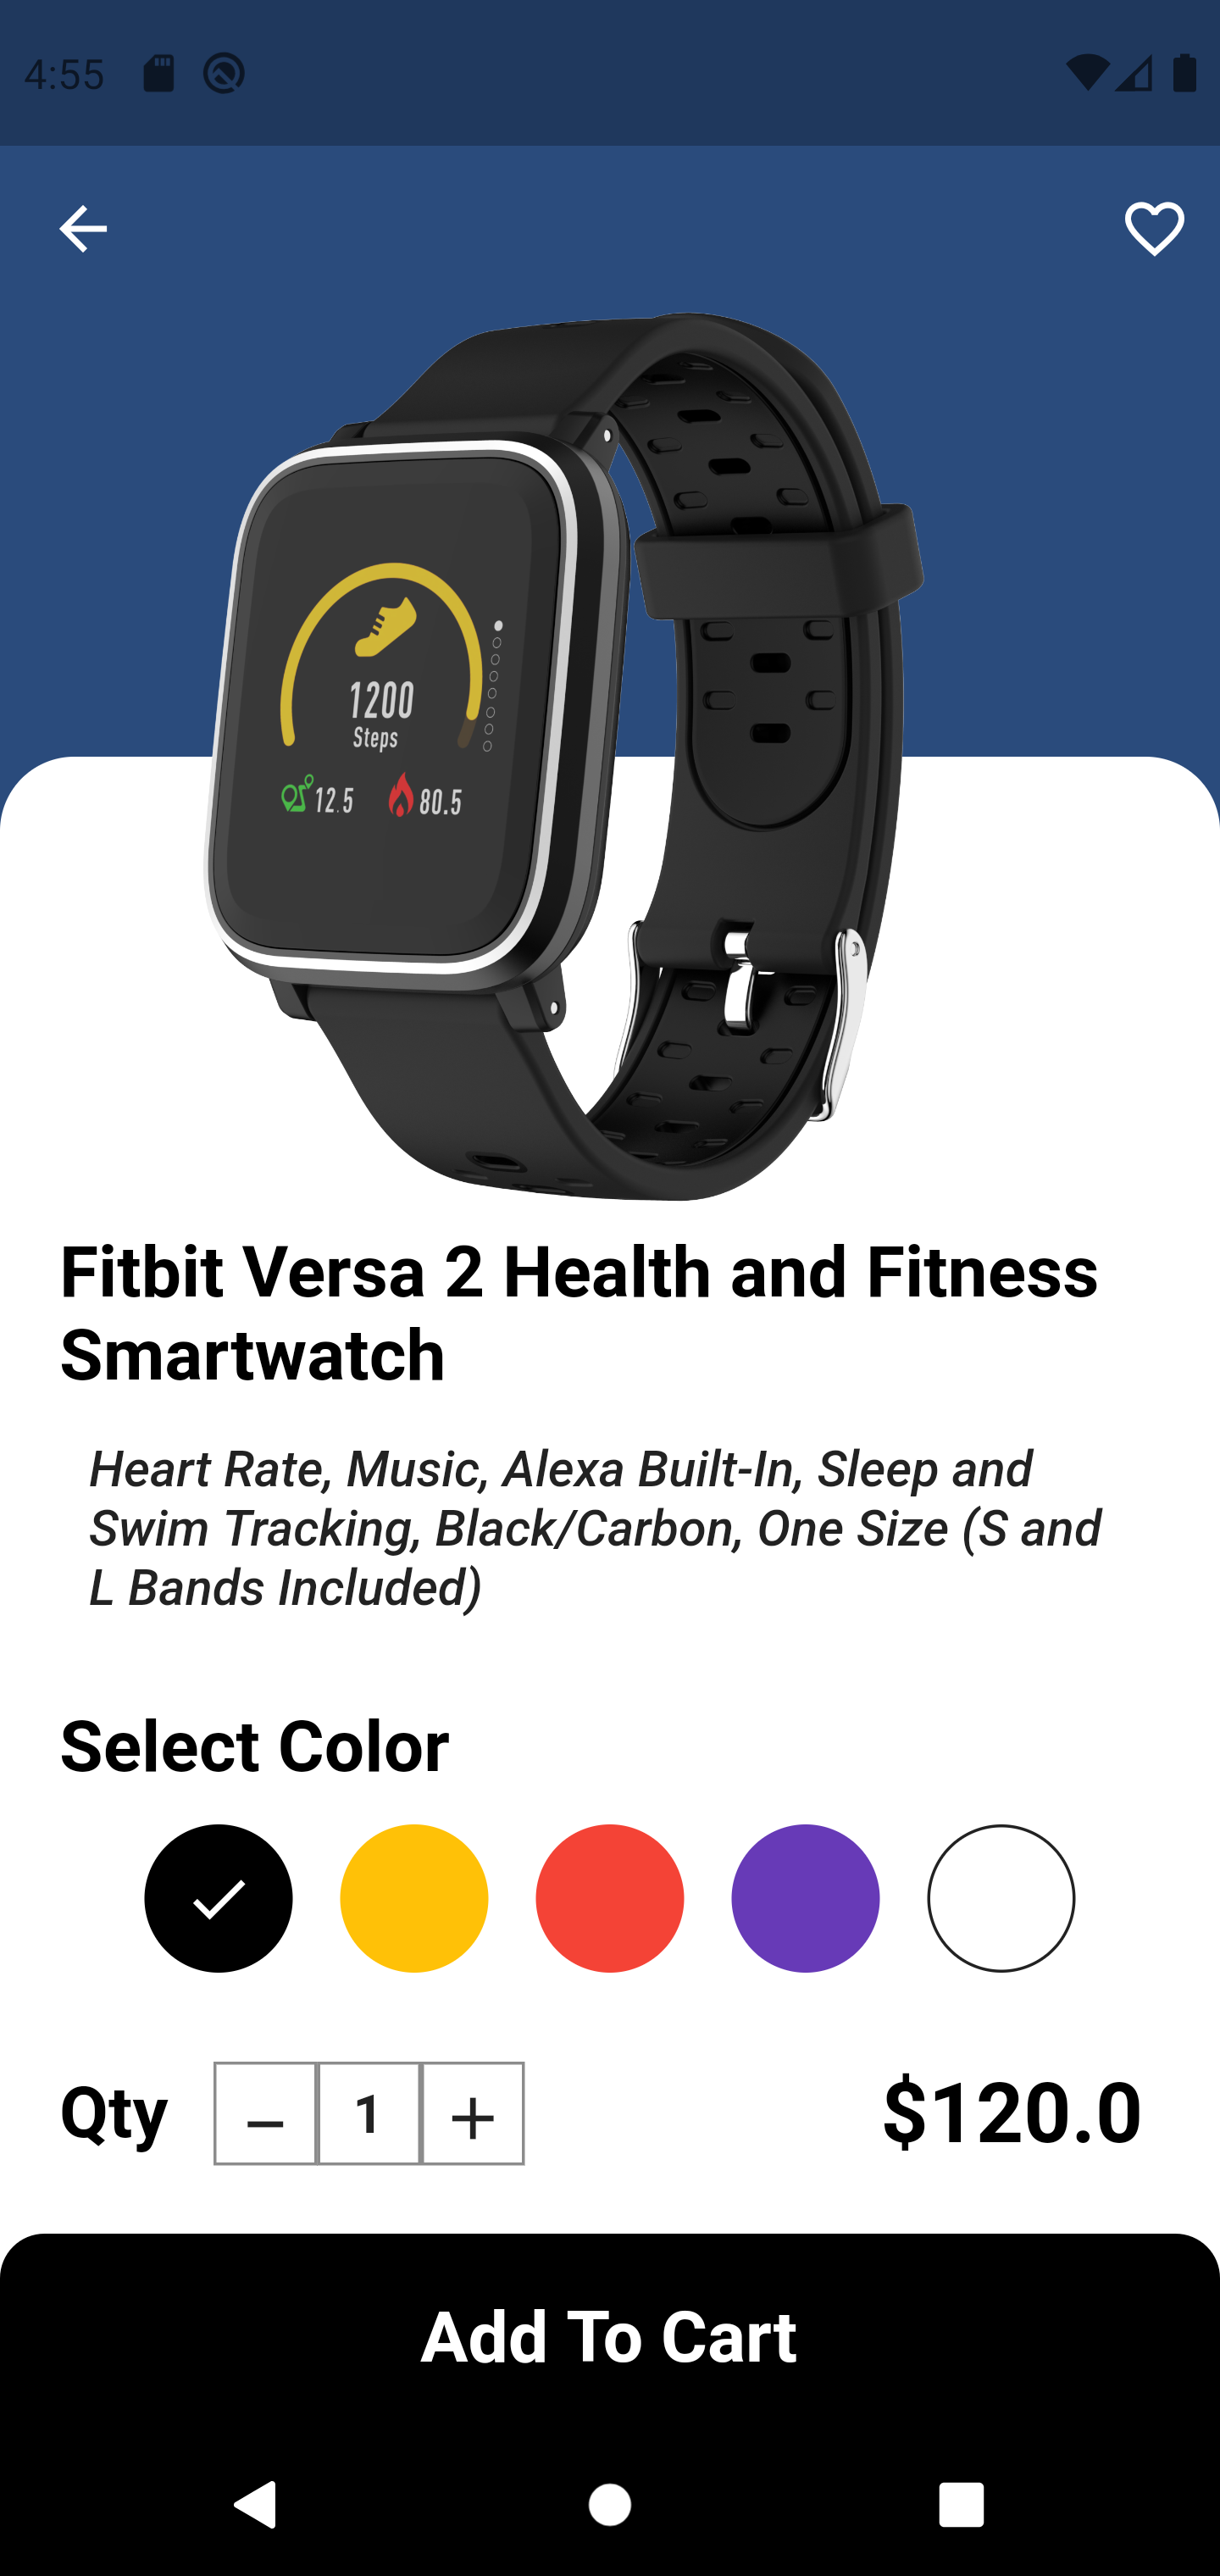 4:55
1200
Steps
12.5 80.5
Fitbit Versa 2 Health and Fitness
Smartwatch
Heart Rate, Music, Alexa Built-In, Sleep and
Swim Tracking, Black/Carbon, One Size (S and
L Bands Included)
Select Color
Qty 1 $120.0
Add To Cart